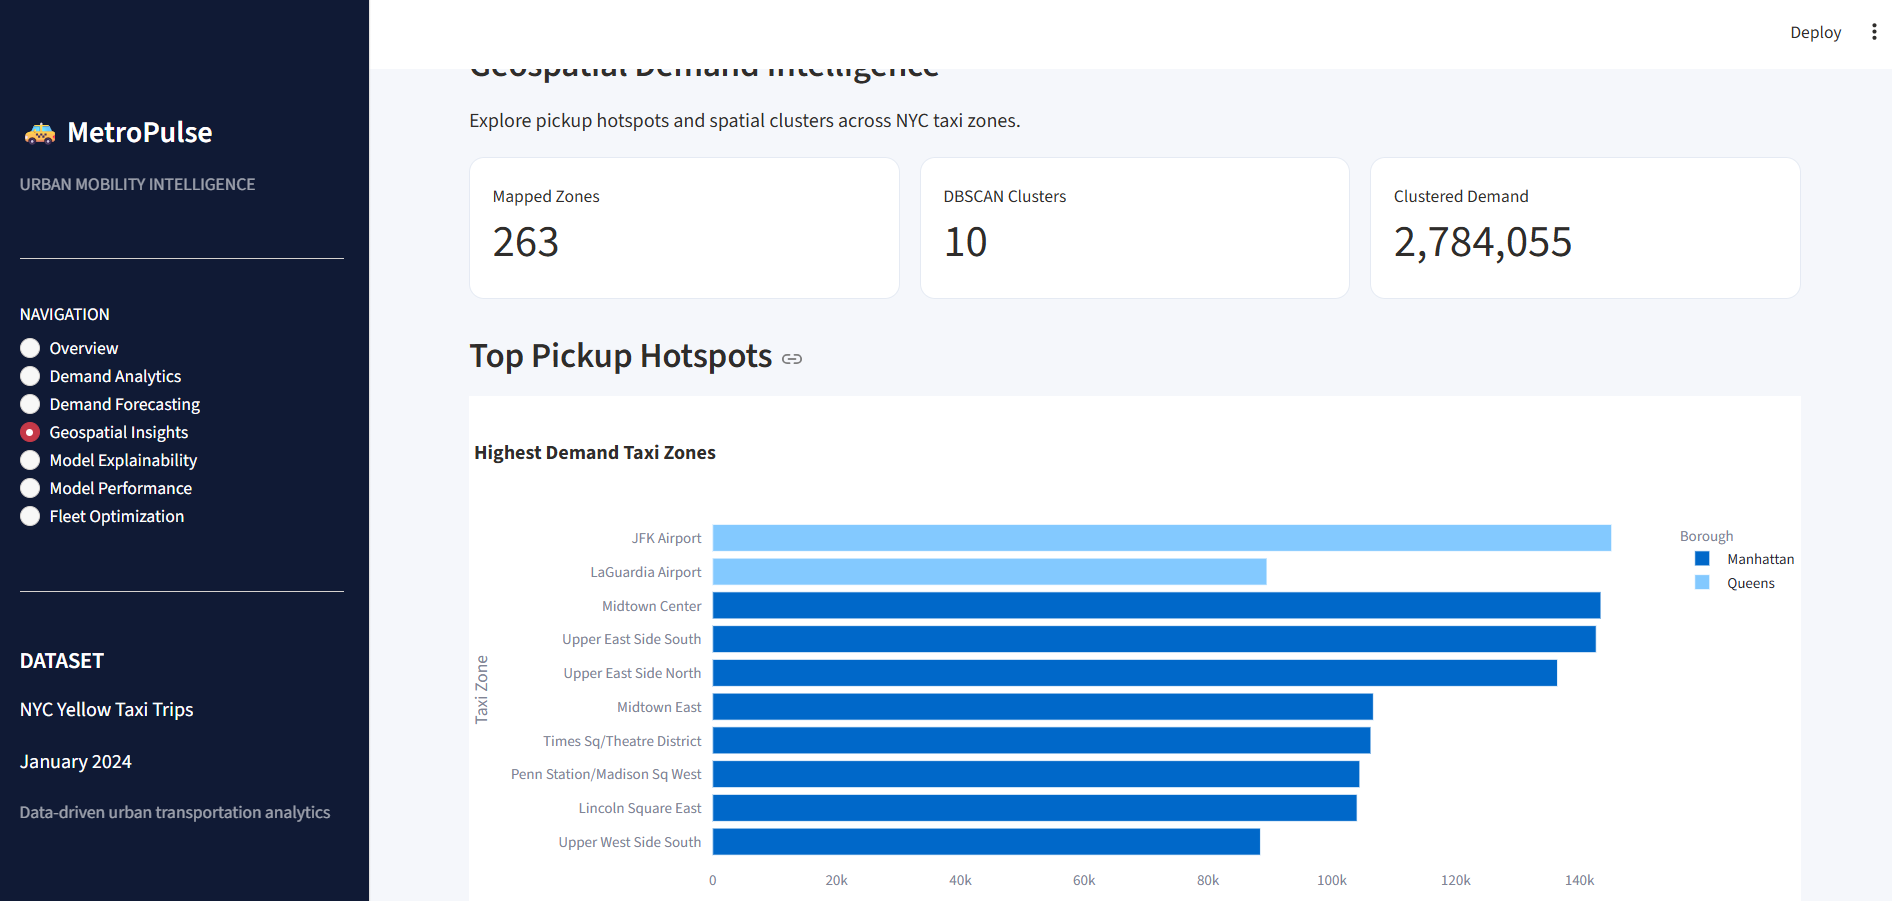 MetroPulse
URBAN MOBILITY INTELLIGENCE
NAVIGATION
Overview
Demand Analytics
Demand Forecasting
Geospatial Insights
Model Explainability
Model Performance
Fleet Optimization
DATASET
NYC Yellow Taxi Trips
January 2024
Data-driven urban transportation analytics
Deploy
Geospatial Demand Intelligence
Explore pickup hotspots and spatial clusters across NYC taxi zones.
Mapped Zones
263
DBSCAN Clusters
10
Clustered Demand
2,784,055
Top Pickup Hotspots
Highest Demand Taxi Zones
Taxi Zone
JFK Airport
LaGuardia Airport
Midtown Center
Upper East Side South
Upper East Side North
Midtown East
Times Sq/Theatre District
Penn Station/Madison Sq West
Lincoln Square East
Upper West Side South
0 20k 40k 60k 80k 100k 120k 140k
Borough
Manhattan
Queens